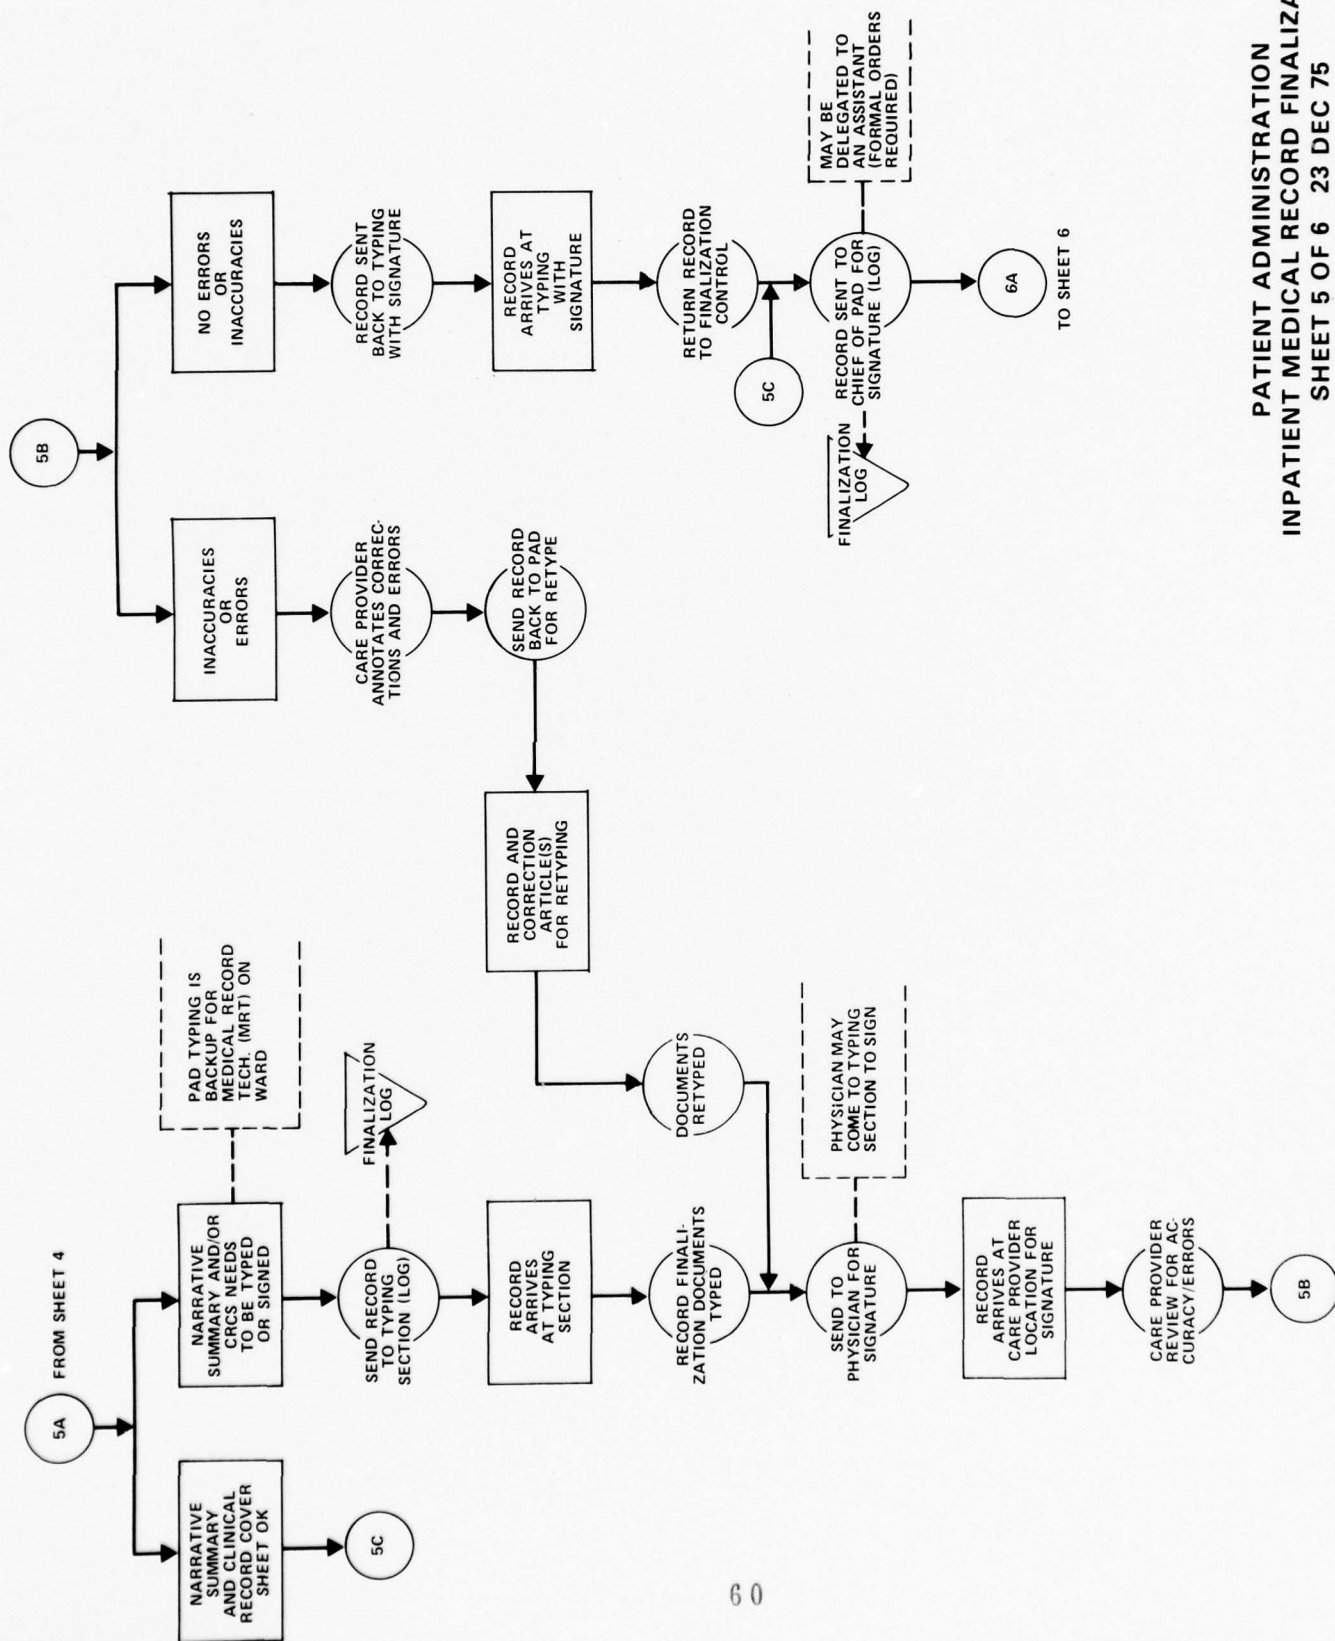 5A
FROM SHEET 4
NARRATIVE
SUMMARY
AND CLINICAL
RECORD COVER
SHEET OK
5C
NARRATIVE
SUMMARY AND/OR
CRCS NEEDS
TO BE TYPED
OR SIGNED
PAD TYPING IS
BACKUP FOR
MEDICAL RECORD
TECH. (MRT) ON
WARD
SEND RECORD
TO TYPING
SECTION (LOG)
FINALIZATION
LOG
RECORD
ARRIVES
AT TYPING
SECTION
RECORD FINALI-
ZATION DOCUMENTS
TYPED
SEND TO
PHYSICIAN FOR
SIGNATURE
PHYSICIAN MAY
COME TO TYPING
SECTION TO SIGN
RECORD
ARRIVES AT
CARE PROVIDER
LOCATION FOR
SIGNATURE
CARE PROVIDER
REVIEW FOR AC-
CURACY/ERRORS
5B
5B
INACCURACIES
OR
ERRORS
CARE PROVIDER
ANNOTATES CORREC-
TIONS AND ERRORS
SEND RECORD
BACK TO PAD
FOR RETYPE
RECORD AND
CORRECTION
ARTICLE(S)
FOR RETYPING
DOCUMENTS
RETYPED
NO ERRORS
OR
INACCURACIES
RECORD SENT
BACK TO TYPING
WITH SIGNATURE
RECORD
ARRIVES AT
TYPING
WITH
SIGNATURE
RETURN RECORD
TO FINALIZATION
CONTROL
5C
RECORD SENT TO
CHIEF OF PAD FOR
SIGNATURE (LOG)
FINALIZATION
LOG
MAY BE
DELEGATED TO
AN ASSISTANT
(FORMAL ORDERS
REQUIRED)
6A
TO SHEET 6
PATIENT ADMINISTRATION
INPATIENT MEDICAL RECORD FINALIZA
SHEET 5 OF 6 23 DEC 75
60